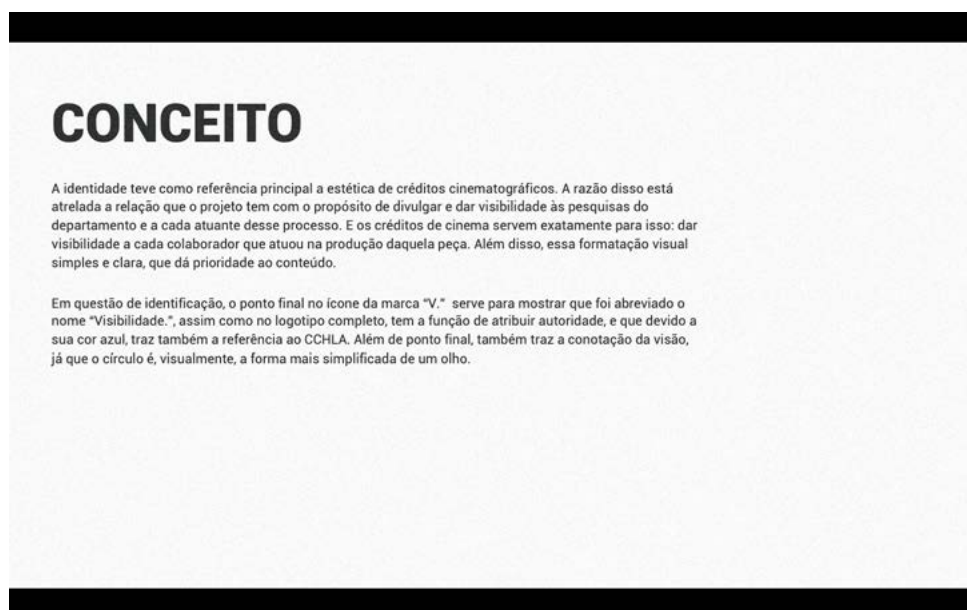 CONCEITO
A identidade teve como referência principal a estética de créditos cinematográficos. A razão disso está
atrelada a relação que o projeto tem com o propósito de divulgar e dar visibilidade às pesquisas do
departamento e a cada atuante desse processo. E os créditos de cinema servem exatamente para isso: dar
visibilidade a cada colaborador que atuou na produção daquela peça. Além disso, essa formatação visual
simples e clara, que dá prioridade ao conteúdo.
Em questão de identificação, o ponto final no ícone da marca “V.” serve para mostrar que foi abreviado o
nome “Visibilidade.”, assim como no logotipo completo, tem a função de atribuir autoridade, e que devido a
sua cor azul, traz também a referência ao CCHLA. Além de ponto final, também traz a conotação da visão,
já que o círculo é, visualmente, a forma mais simplificada de um olho.